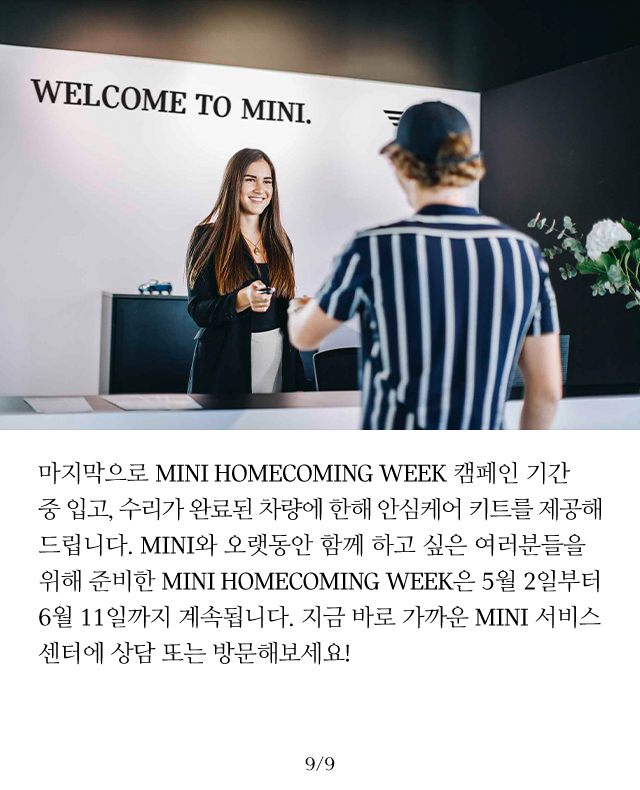 WELCOME TO MINI.
마지막으로 MINI HOMECOMING WEEK 캠페인 기간
중 입고, 수리가 완료된 차량에 한해 안심케어 키트를 제공해
드립니다. MINI와 오랫동안 함께 하고 싶은 여러분들을
위해 준비한 MINI HOMECOMING WEEK은 5월 2일부터
6월 11일까지 계속됩니다. 지금 바로 가까운 MINI 서비스
센터에 상담 또는 방문해보세요!
9/9